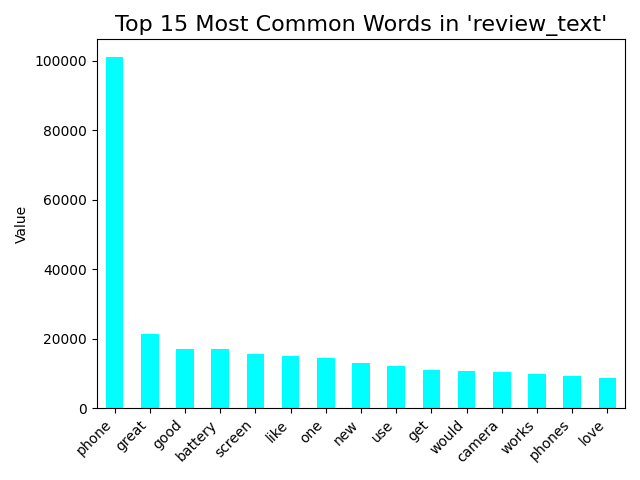 Top 15 Most Common Words in 'review_text'
Value
100000
80000
60000
40000
20000
0
phone
great
good
battery
screen
like
one
new
use
get
would
camera
works
phones
love